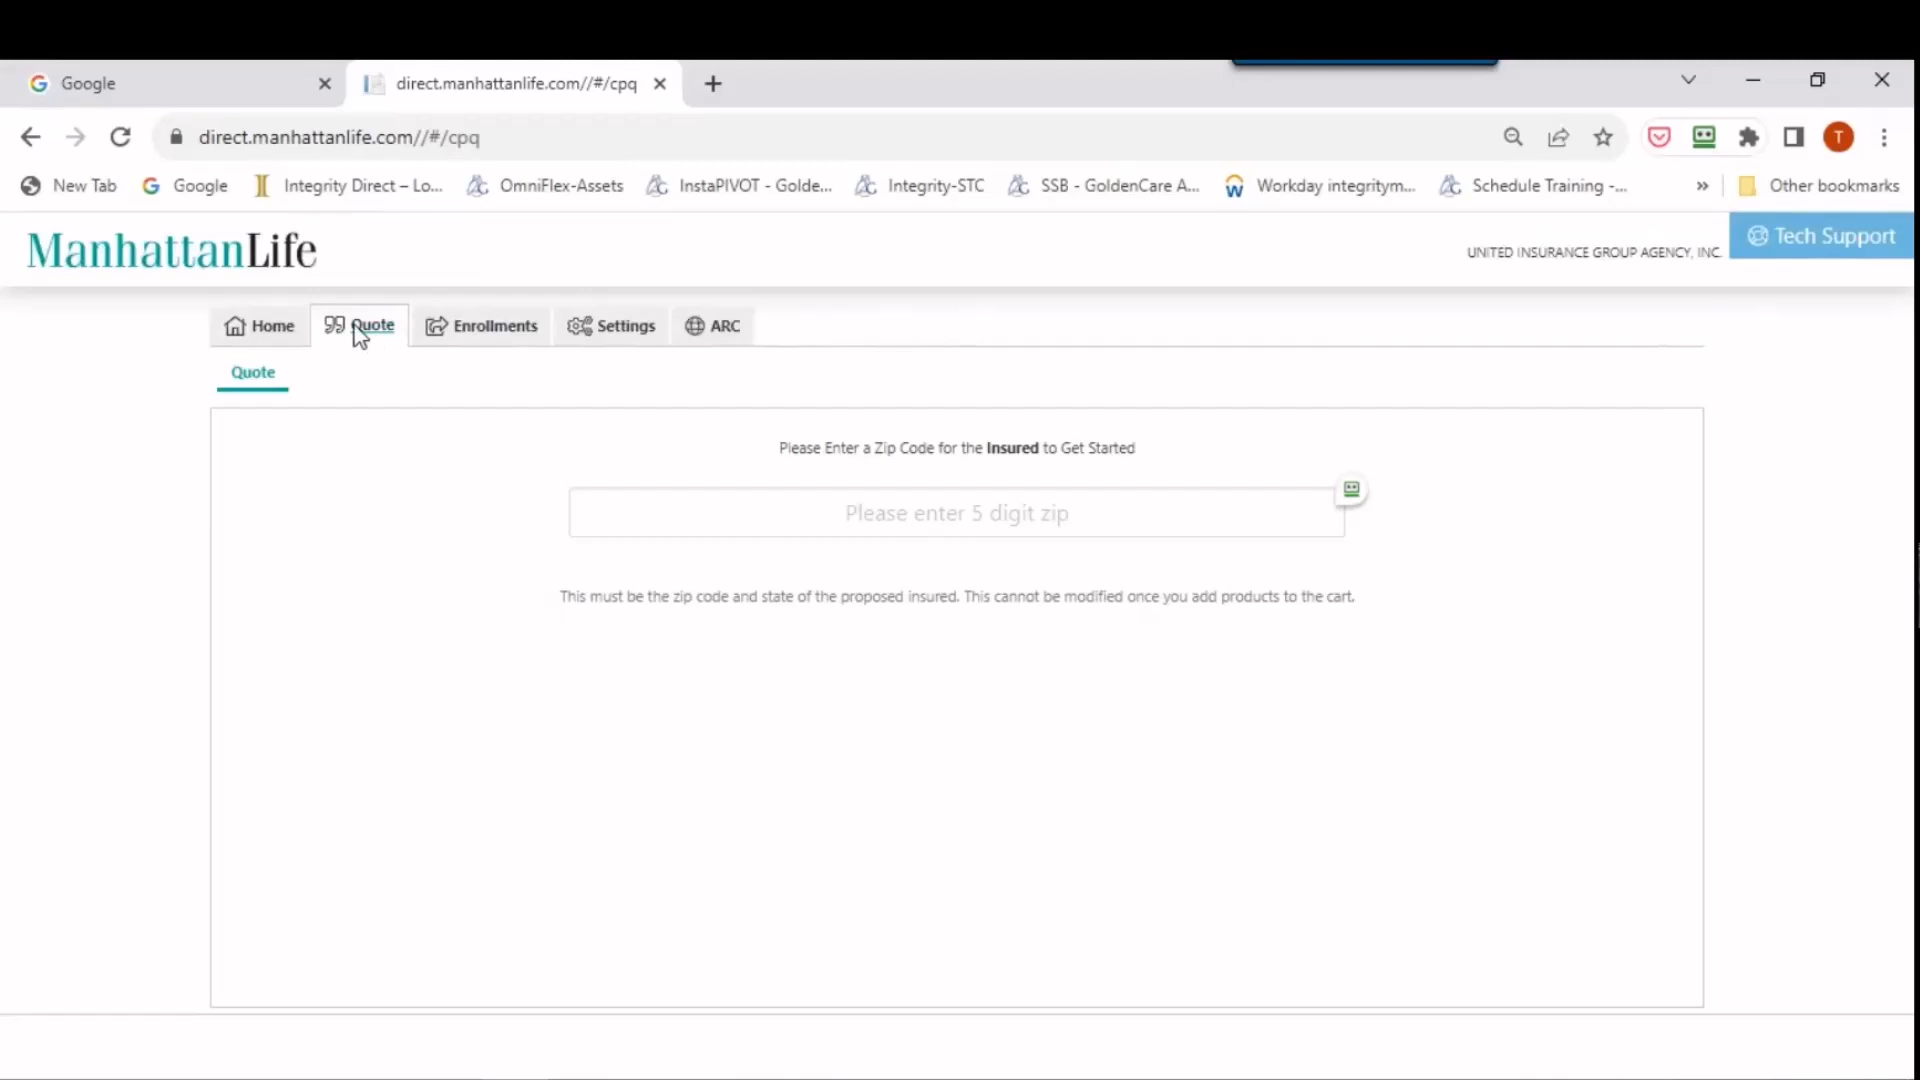 Google
direct.manhattanlife.com//#/cpq
direct.manhattanlife.com//#/cpq
T
New Tab
Google
Integrity Direct – Lo...
OmniFlex-Assets
InstaPIVOT - Golde...
Integrity-STC
SSB - GoldenCare A...
Workday integritym...
Schedule Training -...
»
Other bookmarks
ManhattanLife
UNITED INSURANCE GROUP AGENCY, INC.
Tech Support
Home
Quote
Enrollments
Settings
ARC
Quote
Please Enter a Zip Code for the Insured to Get Started
Please enter 5 digit zip
This must be the zip code and state of the proposed insured. This cannot be modified once you add products to the cart.